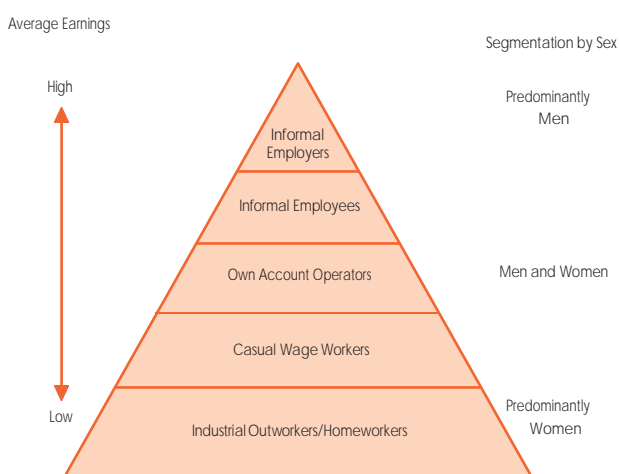 Average Earnings
Segmentation by Sex
High
Predominantly
Men
Informal
Employers
Informal Employees
Own Account Operators
Men and Women
Casual Wage Workers
Low
Predominantly
Women
Industrial Outworkers/Homeworkers